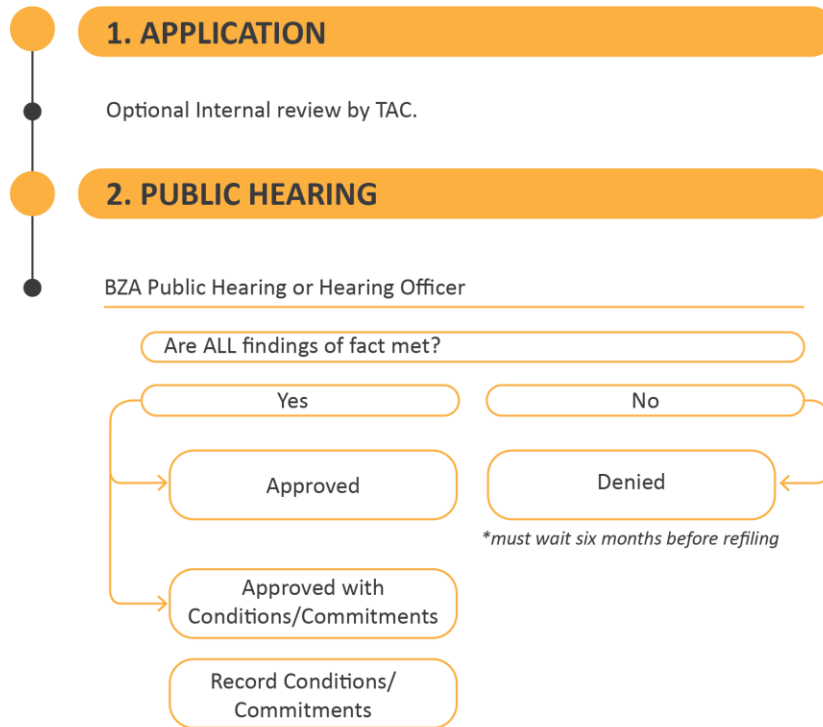 1. APPLICATION
Optional Internal review by TAC.
2. PUBLIC HEARING
BZA Public Hearing or Hearing Officer
Are ALL findings of fact met?
Yes
No
Approved
Denied
*must wait six months before refiling
Approved with
Conditions/Commitments
Record Conditions/
Commitments